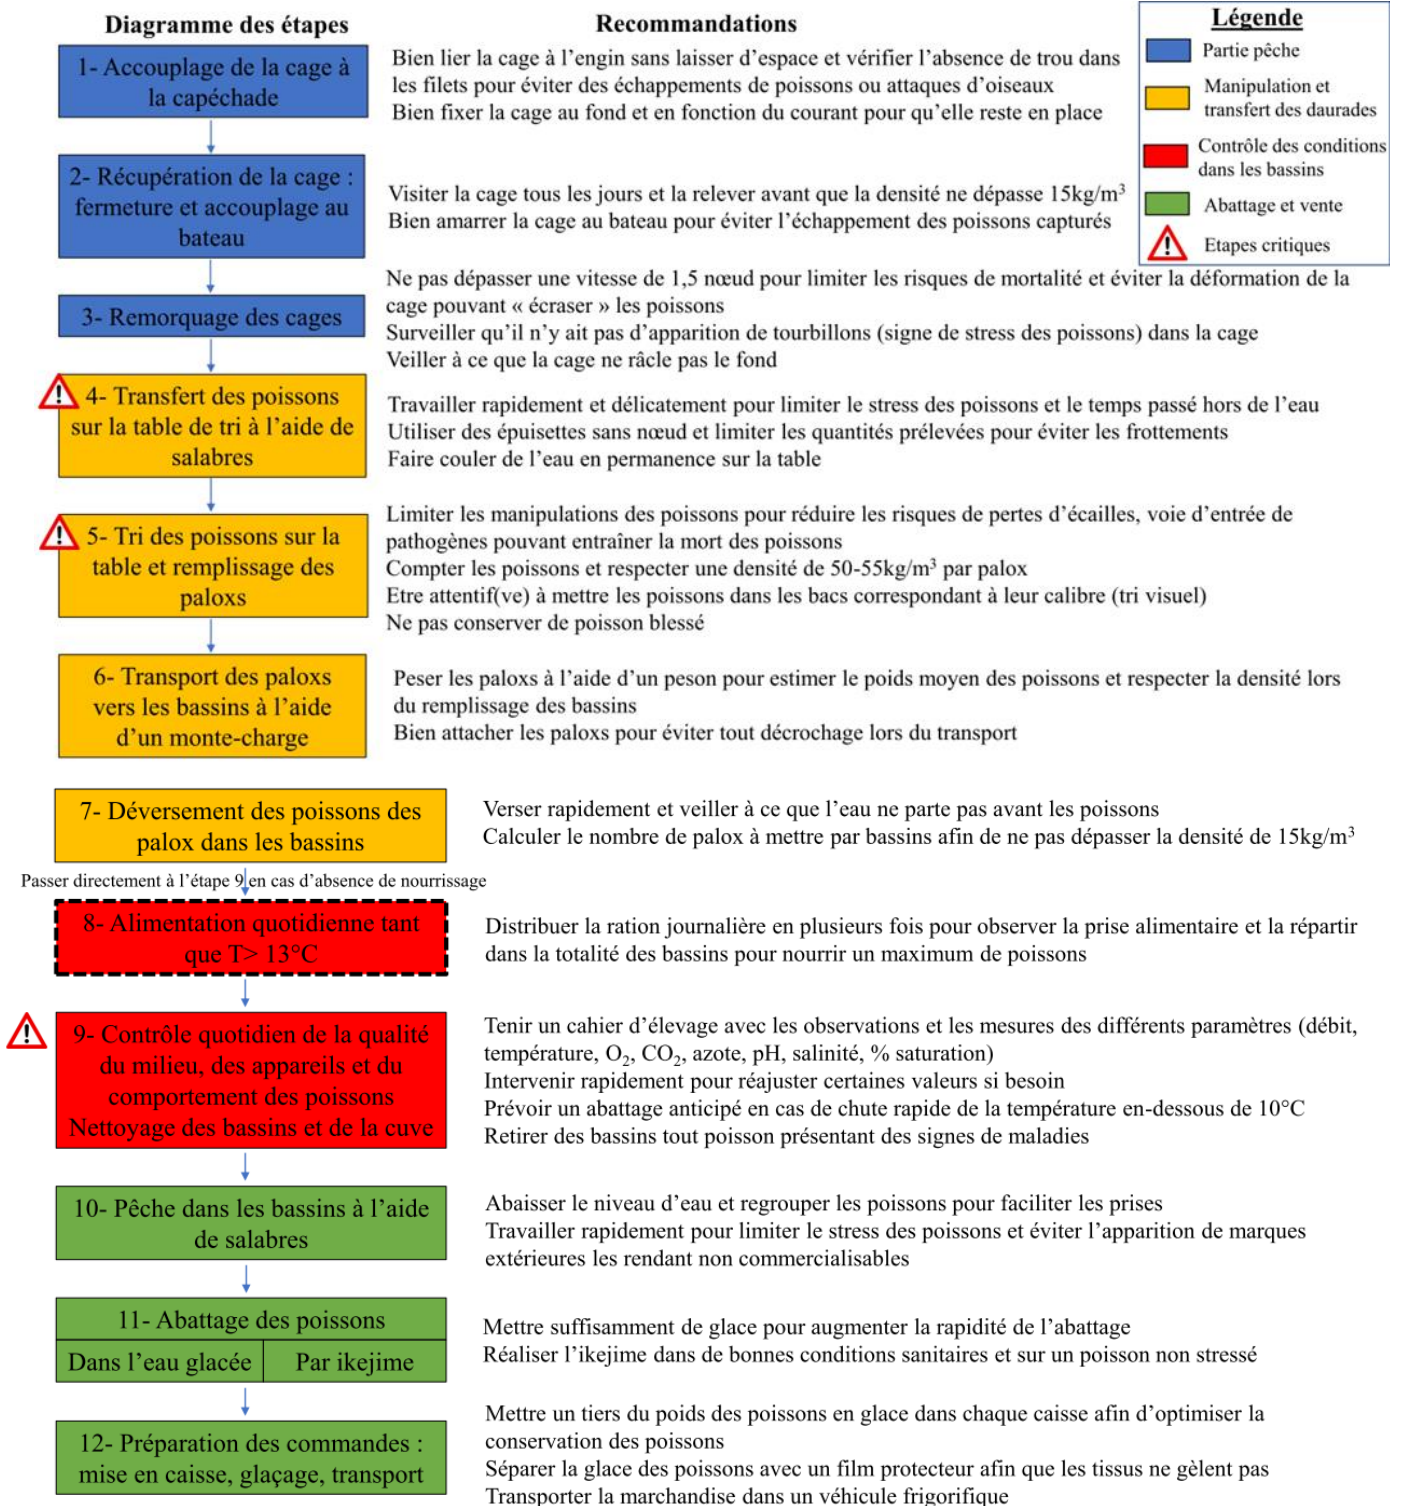 Diagramme des étapes
Recommandations
Légende
Partie pêche
Manipulation et
transfert des daurades
Contrôle des conditions
dans les bassins
Abattage et vente
Etapes critiques
1- Accouplage de la cage à
la capéchade
Bien lier la cage à l’engin sans laisser d’espace et vérifier l’absence de trou dans
les filets pour éviter des échappements de poissons ou attaques d’oiseaux
Bien fixer la cage au fond et en fonction du courant pour qu’elle reste en place
2- Récupération de la cage :
fermeture et accouplage au
bateau
Visiter la cage tous les jours et la relever avant que la densité ne dépasse 15kg/m³
Bien amarrer la cage au bateau pour éviter l’échappement des poissons capturés
3- Remorquage des cages
Ne pas dépasser une vitesse de 1,5 nœud pour limiter les risques de mortalité et éviter la déformation de la
cage pouvant « écraser » les poissons
Surveiller qu’il n’y ait pas d’apparition de tourbillons (signe de stress des poissons) dans la cage
Veiller à ce que la cage ne râcle pas le fond
4- Transfert des poissons
sur la table de tri à l’aide de
salabres
Travailler rapidement et délicatement pour limiter le stress des poissons et le temps passé hors de l’eau
Utiliser des épuisettes sans nœud et limiter les quantités prélevées pour éviter les frottements
Faire couler de l’eau en permanence sur la table
5- Tri des poissons sur la
table et remplissage des
paloxs
Limiter les manipulations des poissons pour réduire les risques de pertes d’écailles, voie d’entrée de
pathogènes pouvant entraîner la mort des poissons
Compter les poissons et respecter une densité de 50-55kg/m³ par palox
Etre attentif(ve) à mettre les poissons dans les bacs correspondant à leur calibre (tri visuel)
Ne pas conserver de poisson blessé
6- Transport des paloxs
vers les bassins à l’aide
d’un monte-charge
Peser les paloxs à l’aide d’un peson pour estimer le poids moyen des poissons et respecter la densité lors
du remplissage des bassins
Bien attacher les paloxs pour éviter tout décrochage lors du transport
7- Déversement des poissons des
palox dans les bassins
Verser rapidement et veiller à ce que l’eau ne parte pas avant les poissons
Calculer le nombre de palox à mettre par bassins afin de ne pas dépasser la densité de 15kg/m³
Passer directement à l’étape 9 en cas d’absence de nourrissage
8- Alimentation quotidienne tant
que T> 13°C
Distribuer la ration journalière en plusieurs fois pour observer la prise alimentaire et la répartir
dans la totalité des bassins pour nourrir un maximum de poissons
9- Contrôle quotidien de la qualité
du milieu, des appareils et du
comportement des poissons
Nettoyage des bassins et de la cuve
Tenir un cahier d’élevage avec les observations et les mesures des différents paramètres (débit,
température, O₂, CO₂, azote, pH, salinité, % saturation)
Intervenir rapidement pour réajuster certaines valeurs si besoin
Prévoir un abattage anticipé en cas de chute rapide de la température en-dessous de 10°C
Retirer des bassins tout poisson présentant des signes de maladies
10- Pêche dans les bassins à l’aide
de salabres
Abaisser le niveau d’eau et regrouper les poissons pour faciliter les prises
Travailler rapidement pour limiter le stress des poissons et éviter l’apparition de marques
extérieures les rendant non commercialisables
11- Abattage des poissons
Dans l’eau glacée
Par ikejime
Mettre suffisamment de glace pour augmenter la rapidité de l’abattage
Réaliser l’ikejime dans de bonnes conditions sanitaires et sur un poisson non stressé
12- Préparation des commandes :
mise en caisse, glaçage, transport
Mettre un tiers du poids des poissons en glace dans chaque caisse afin d’optimiser la
conservation des poissons
Séparer la glace des poissons avec un film protecteur afin que les tissus ne gèlent pas
Transporter la marchandise dans un véhicule frigorifique